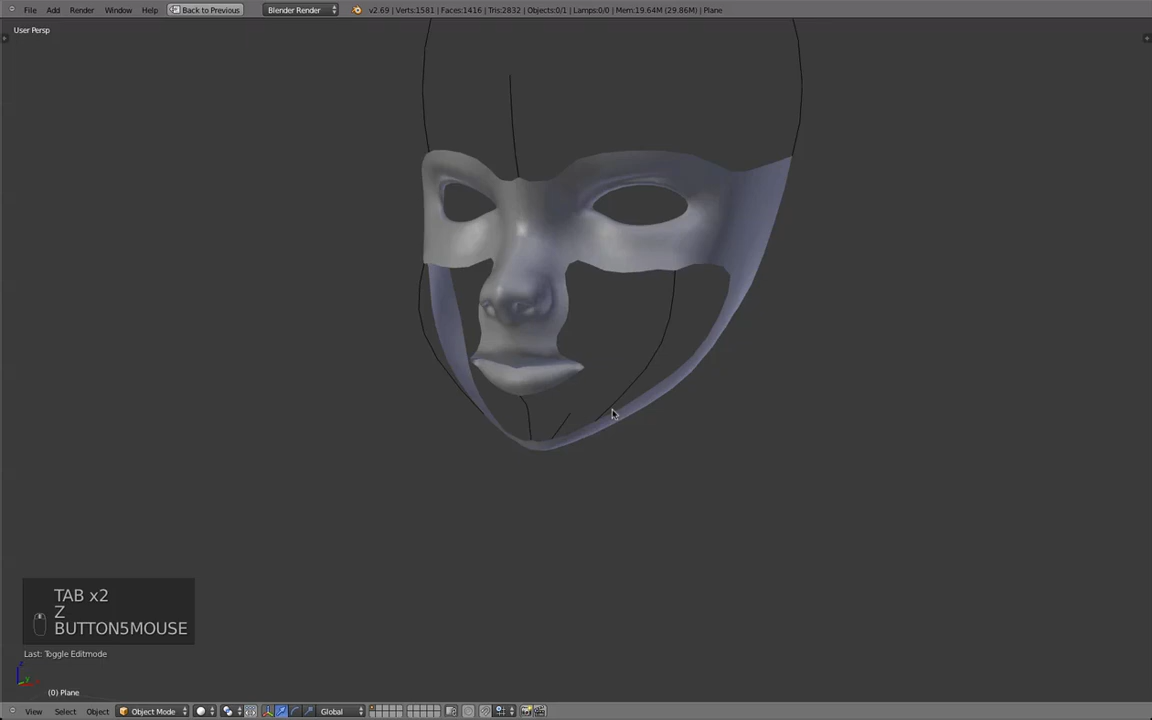 File Add Render Window Help Back to Previous Blender Render v2.69 | Verts:1581 | Faces:1416 | Tris:2832 | Objects:0/1 | Lamps:0/0 | Mem:19.64M (29.86M) | Plane
User Persp
TAB x2
Z
BUTTON5MOUSE
Last: Toggle Editmode
(0) Plane
View Select Object Object Mode Global